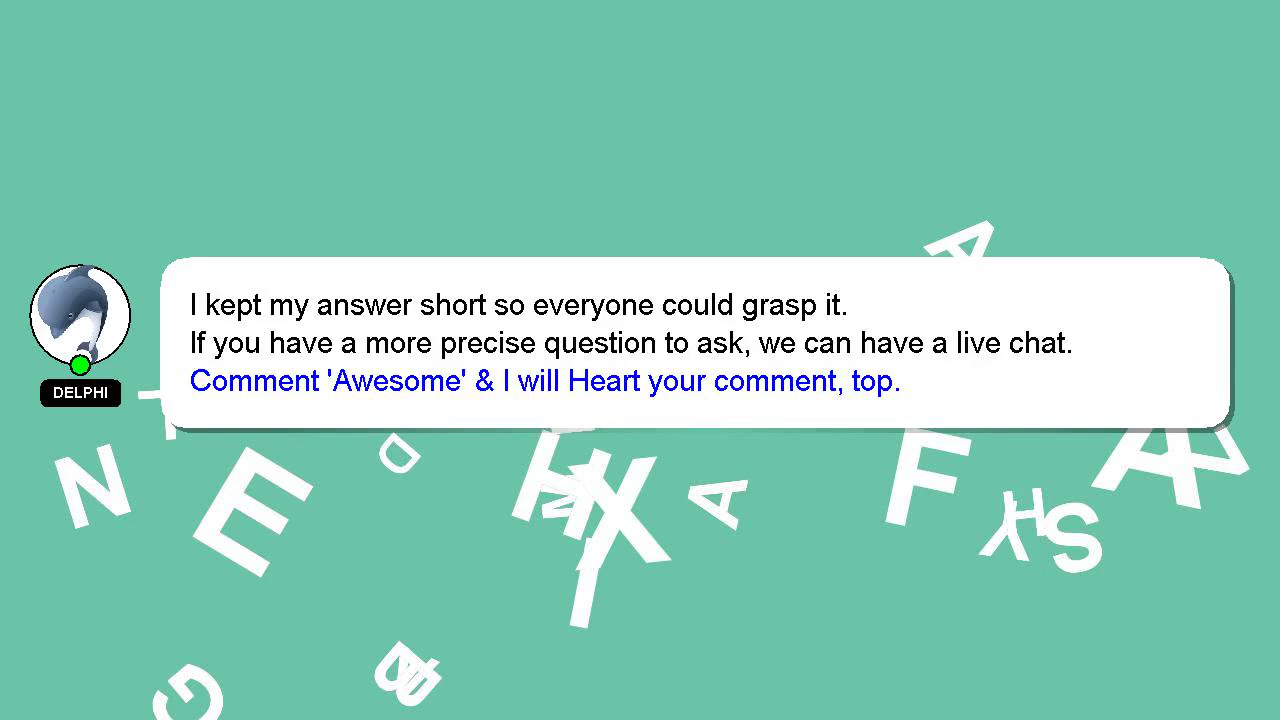 I kept my answer short so everyone could grasp it.
If you have a more precise question to ask, we can have a live chat.
Comment 'Awesome' & I will Heart your comment, top.
DELPHI
A
N
E
D
X
A
F
A
H
S
G